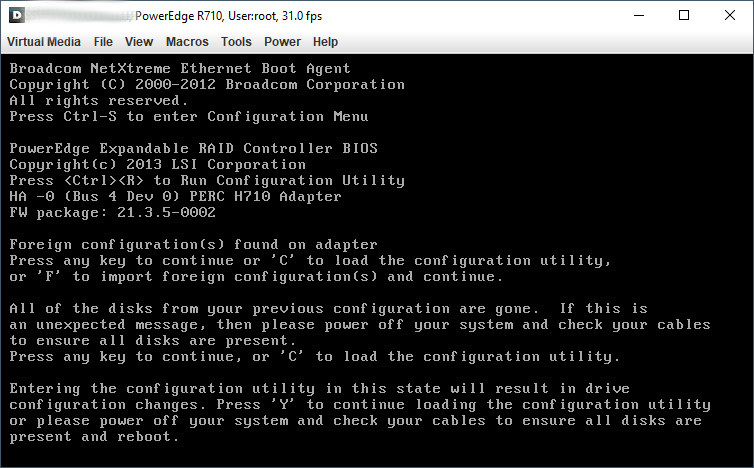 D PowerEdge R710, User:root, 31.0 fps
Virtual Media File View Macros Tools Power Help
Broadcom NetXtreme Ethernet Boot Agent
Copyright (C) 2000-2012 Broadcom Corporation
All rights reserved.
Press Ctrl-S to enter Configuration Menu
PowerEdge Expandable RAID Controller BIOS
Copyright(c) 2013 LSI Corporation
Press <Ctrl><R> to Run Configuration Utility
HA -0 (Bus 4 Dev 0) PERC H710 Adapter
FW package: 21.3.5-0002
Foreign configuration(s) found on adapter
Press any key to continue or 'C' to load the configuration utility,
or 'F' to import foreign configuration(s) and continue.
All of the disks from your previous configuration are gone.  If this is
an unexpected message, then please power off your system and check your cables
to ensure all disks are present.
Press any key to continue, or 'C' to load the configuration utility.
Entering the configuration utility in this state will result in drive
configuration changes. Press 'Y' to continue loading the configuration utility
or please power off your system and check your cables to ensure all disks are
present and reboot.